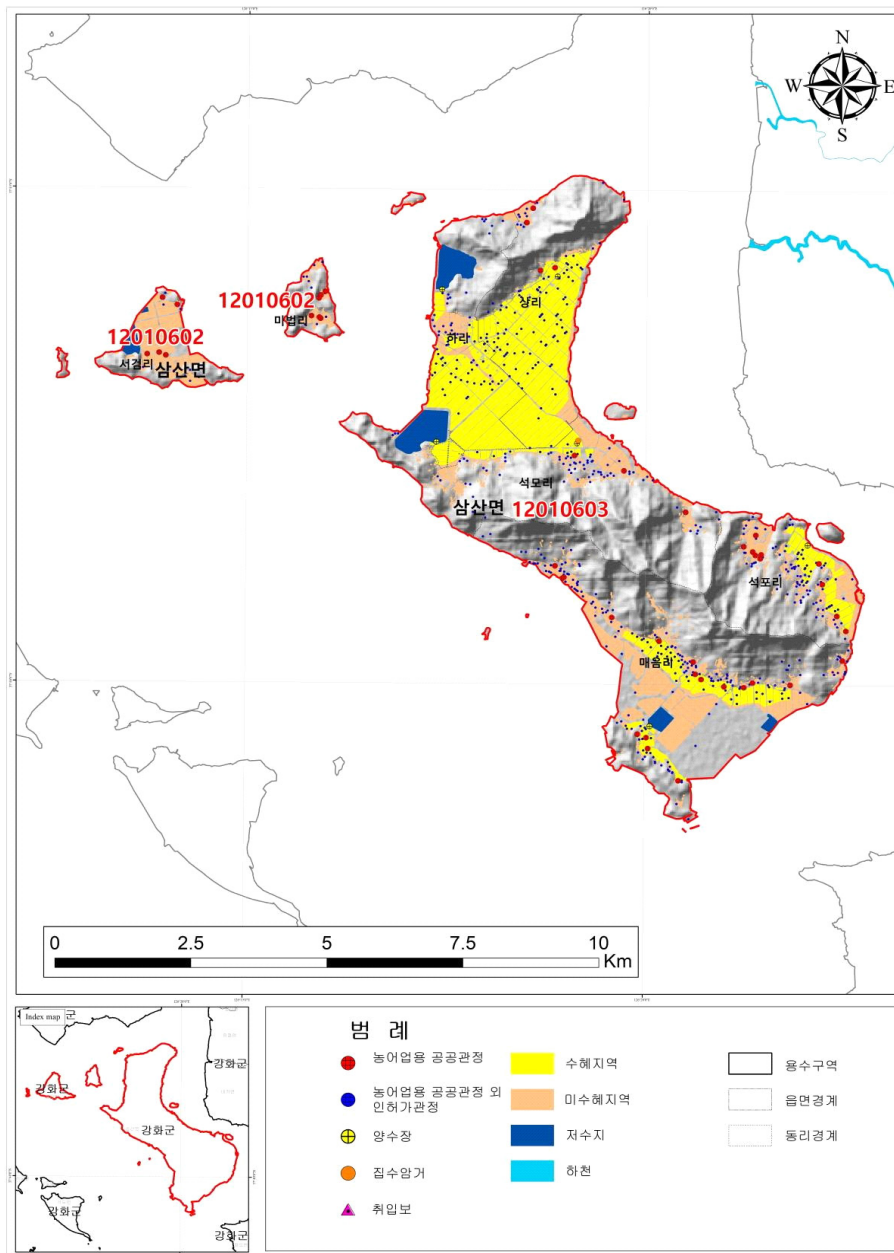 N
W
E
S
상리
12010602
마법리
12010602
하리
서검리
삼산면
석모리
삼산면
12010603
석포리
매음리
0
2.5
5
7.5
10
Km
Index map
군
강화군
강화군
강화군
강화군
강화군
범 례
농어업용 공공관정
수혜지역
용수구역
농어업용 공공관정 외
인허가관정
미수혜지역
읍면경계
양수장
저수지
동리경계
집수암거
하천
취입보